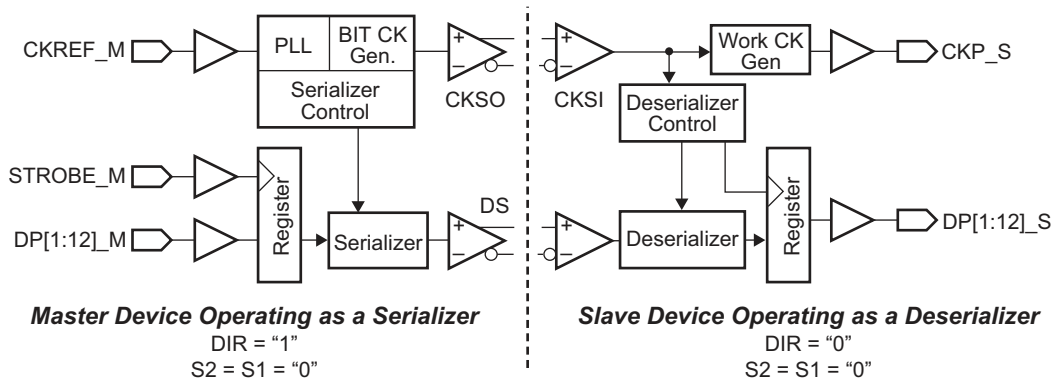 CKREF_M
PLL
BIT CK
Gen.
Serializer
Control
+
−
CKSO
STROBE_M
DP[1:12]_M
Register
Serializer
DS
+
−
Master Device Operating as a Serializer
DIR = “1”
S2 = S1 = “0”
+
−
CKSI
Work CK
Gen
CKP_S
Deserializer
Control
+
−
Deserializer
Register
DP[1:12]_S
Slave Device Operating as a Deserializer
DIR = “0”
S2 = S1 = “0”